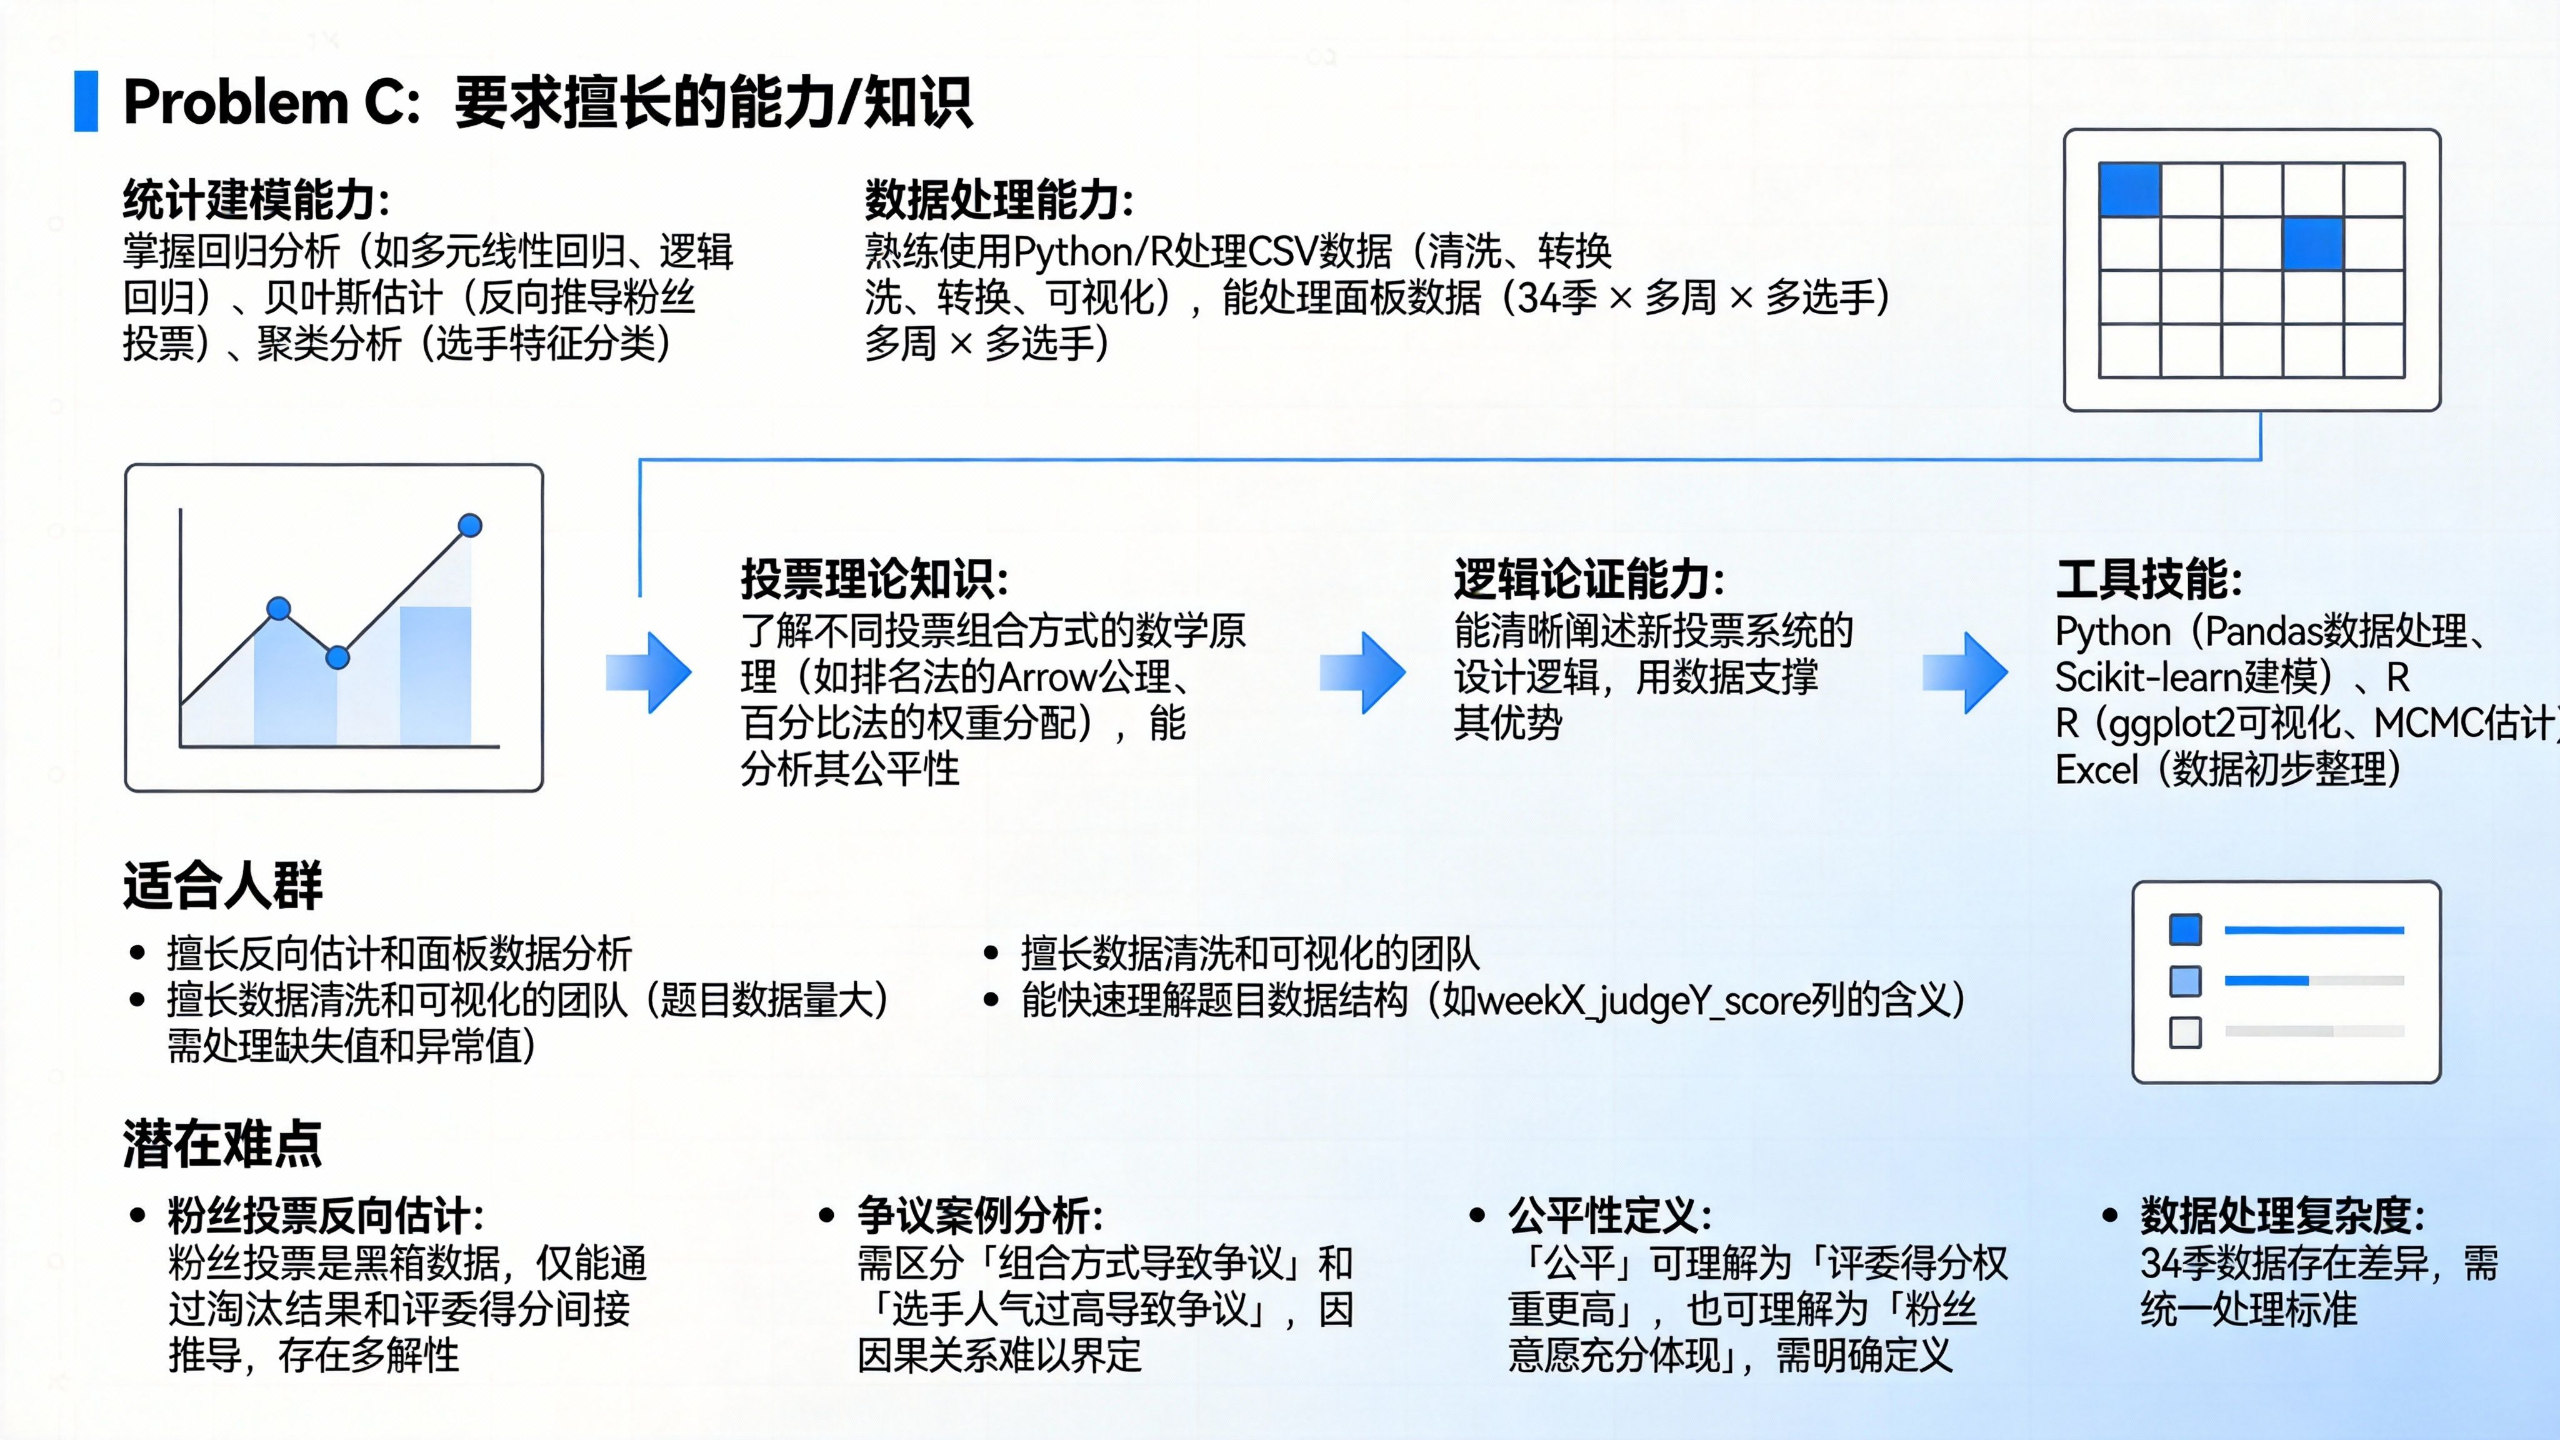 Problem C：要求擅长的能力/知识
统计建模能力：
掌握回归分析（如多元线性回归、逻辑
回归）、贝叶斯估计（反向推导粉丝
投票）、聚类分析（选手特征分类）
数据处理能力：
熟练使用Python/R处理CSV数据（清洗、转换
洗、转换、可视化），能处理面板数据（34季 × 多周 × 多选手）
多周 × 多选手）
投票理论知识：
了解不同投票组合方式的数学原
理（如排名法的Arrow公理、
百分比法的权重分配），能
分析其公平性
逻辑论证能力：
能清晰阐述新投票系统的
设计逻辑，用数据支撑
其优势
工具技能：
Python（Pandas数据处理、
Scikit-learn建模）、R
R（ggplot2可视化、MCMC估计）
Excel（数据初步整理）
适合人群
• 擅长反向估计和面板数据分析
• 擅长数据清洗和可视化的团队（题目数据量大）
需处理缺失值和异常值）
• 擅长数据清洗和可视化的团队
• 能快速理解题目数据结构（如weekX_judgeY_score列的含义）
潜在难点
• 粉丝投票反向估计：
粉丝投票是黑箱数据，仅能通
过淘汰结果和评委得分间接
推导，存在多解性
• 争议案例分析：
需区分「组合方式导致争议」和
「选手人气过高导致争议」，因
因果关系难以界定
• 公平性定义：
「公平」可理解为「评委得分权
重更高」，也可理解为「粉丝
意愿充分体现」，需明确定义
• 数据处理复杂度：
34季数据存在差异，需
统一处理标准